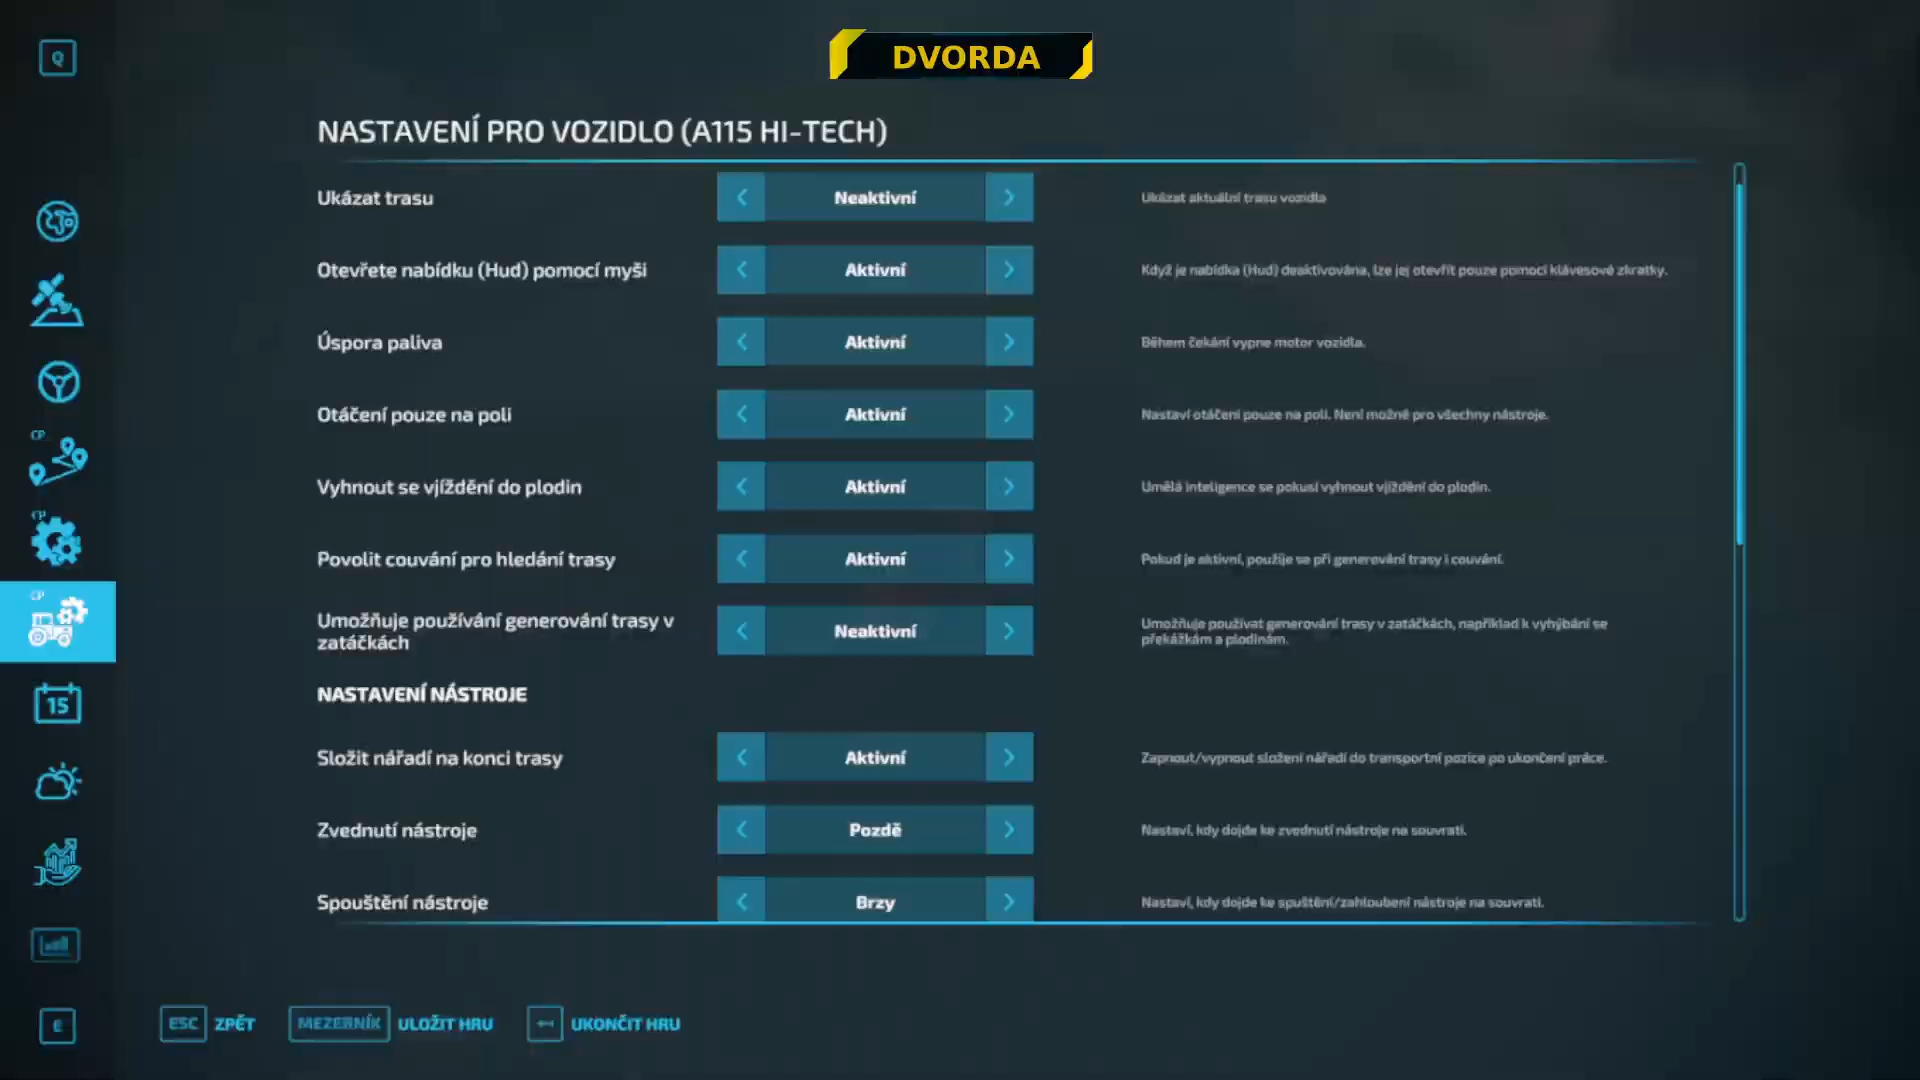 Q
DVORDA
NASTAVENÍ PRO VOZIDLO (A115 HI-TECH)
Ukázat trasu
Neaktivní
Ukázat aktuální trasu vozidla
Otevřete nabídku (Hud) pomocí myši
Aktivní
Když je nabídka (Hud) deaktivována, lze jej otevřít pouze pomocí klávesové zkratky.
Úspora paliva
Aktivní
Během čekání vypne motor vozidla.
Otáčení pouze na poli
Aktivní
Nastaví otáčení pouze na poli. Není možné pro všechny nástroje.
Vyhnout se vjíždění do plodin
Aktivní
Umělá inteligence se pokusí vyhnout vjíždění do plodin.
Povolit couvání pro hledání trasy
Aktivní
Pokud je aktivní, použije se při generování trasy i couvání.
Umožňuje používání generování trasy v
zatáčkách
Neaktivní
Umožňuje používat generování trasy v zatáčkách, například k vyhýbání se
překážkám a plodinám.
NASTAVENÍ NÁSTROJE
Složit nářadí na konci trasy
Aktivní
Zapnout/vypnout složení nářadí do transportní pozice po ukončení práce.
Zvednutí nástroje
Pozdě
Nastaví, kdy dojde ke zvednutí nástroje na souvrati.
Spouštění nástroje
Brzy
Nastaví, kdy dojde ke spuštění/zahloubení nástroje na souvrati.
CP
CP
CP
15
E
ESC ZPĚT
MEZERNÍK ULOŽIT HRU
UKONČIT HRU